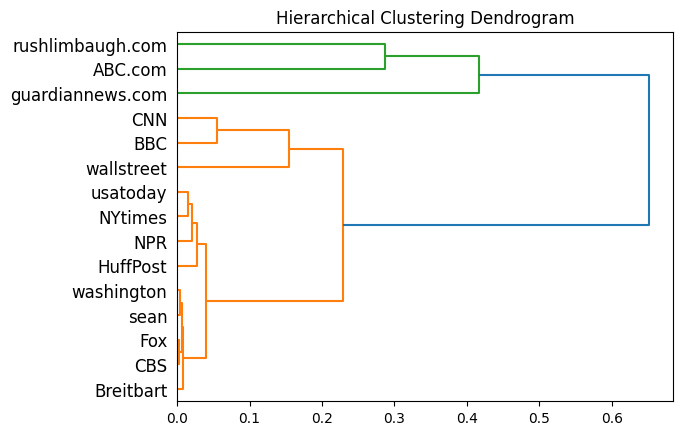 Hierarchical Clustering Dendrogram
rushlimbaugh.com
ABC.com
guardiannews.com
CNN
BBC
wallstreet
usatoday
NYtimes
NPR
HuffPost
washington
sean
Fox
CBS
Breitbart
0.0 0.1 0.2 0.3 0.4 0.5 0.6